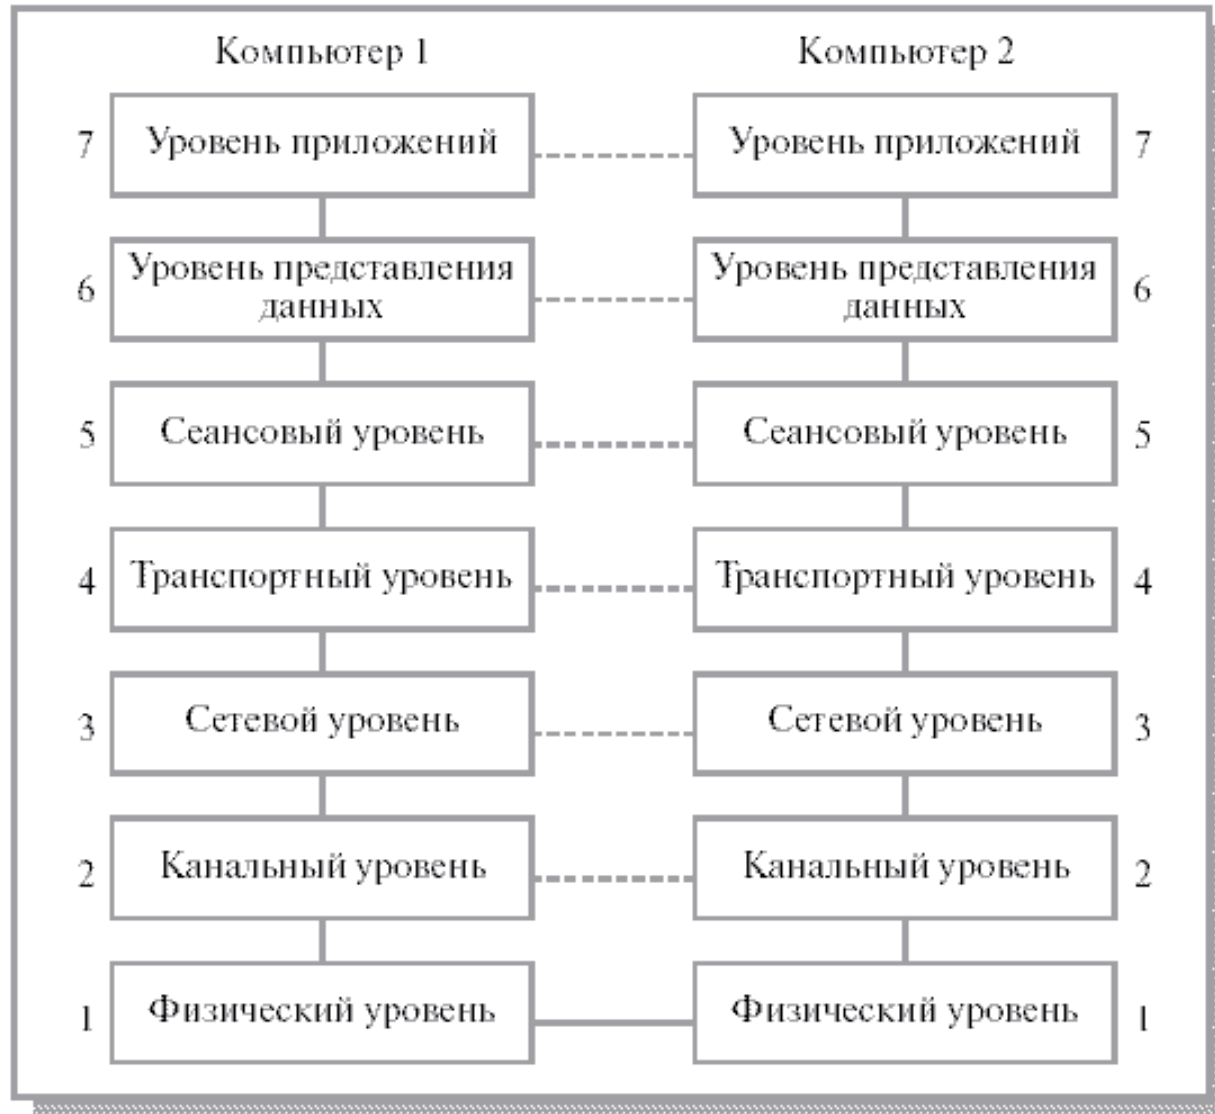 Компьютер 1 Компьютер 2
7 Уровень приложений Уровень приложений 7
6 Уровень представления данных Уровень представления данных 6
5 Сеансовый уровень Сеансовый уровень 5
4 Транспортный уровень Транспортный уровень 4
3 Сетевой уровень Сетевой уровень 3
2 Канальный уровень Канальный уровень 2
1 Физический уровень Физический уровень 1